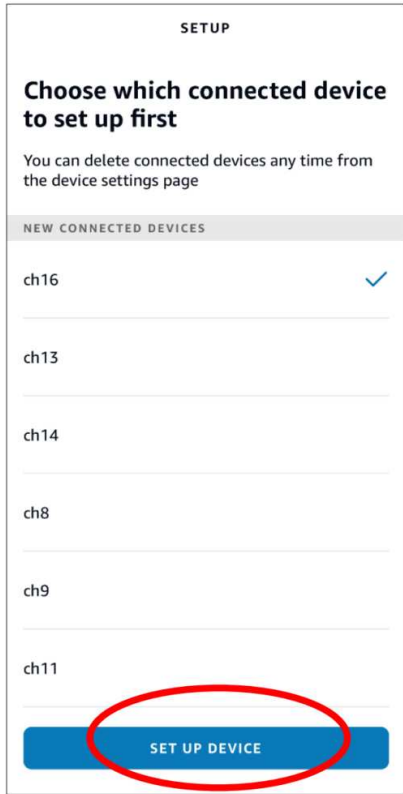 SETUP
Choose which connected device
to set up first
You can delete connected devices any time from
the device settings page
NEW CONNECTED DEVICES
ch16
ch13
ch14
ch8
ch9
ch11
SET UP DEVICE